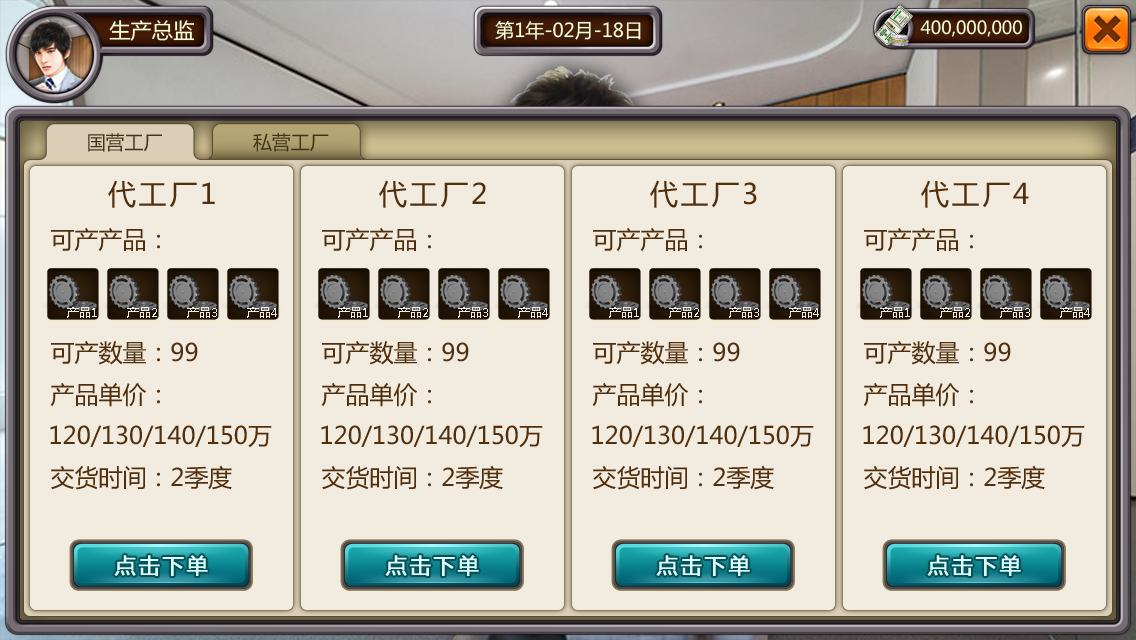 生产总监
第1年-02月-18日
400,000,000
国营工厂
私营工厂
代工厂1
可产产品：
产品1 产品2 产品3 产品4
可产数量：99
产品单价：
120/130/140/150万
交货时间：2季度
点击下单
代工厂2
可产产品：
产品1 产品2 产品3 产品4
可产数量：99
产品单价：
120/130/140/150万
交货时间：2季度
点击下单
代工厂3
可产产品：
产品1 产品2 产品3 产品4
可产数量：99
产品单价：
120/130/140/150万
交货时间：2季度
点击下单
代工厂4
可产产品：
产品1 产品2 产品3 产品4
可产数量：99
产品单价：
120/130/140/150万
交货时间：2季度
点击下单